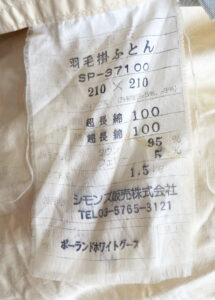 羽毛掛ふとん
SP-37100
210 × 210
超長綿 100
超長綿 100
95 %
5 %
1.5
シモンズ販売株式会社
TEL03-5765-3121
ポーランドホワイトグース